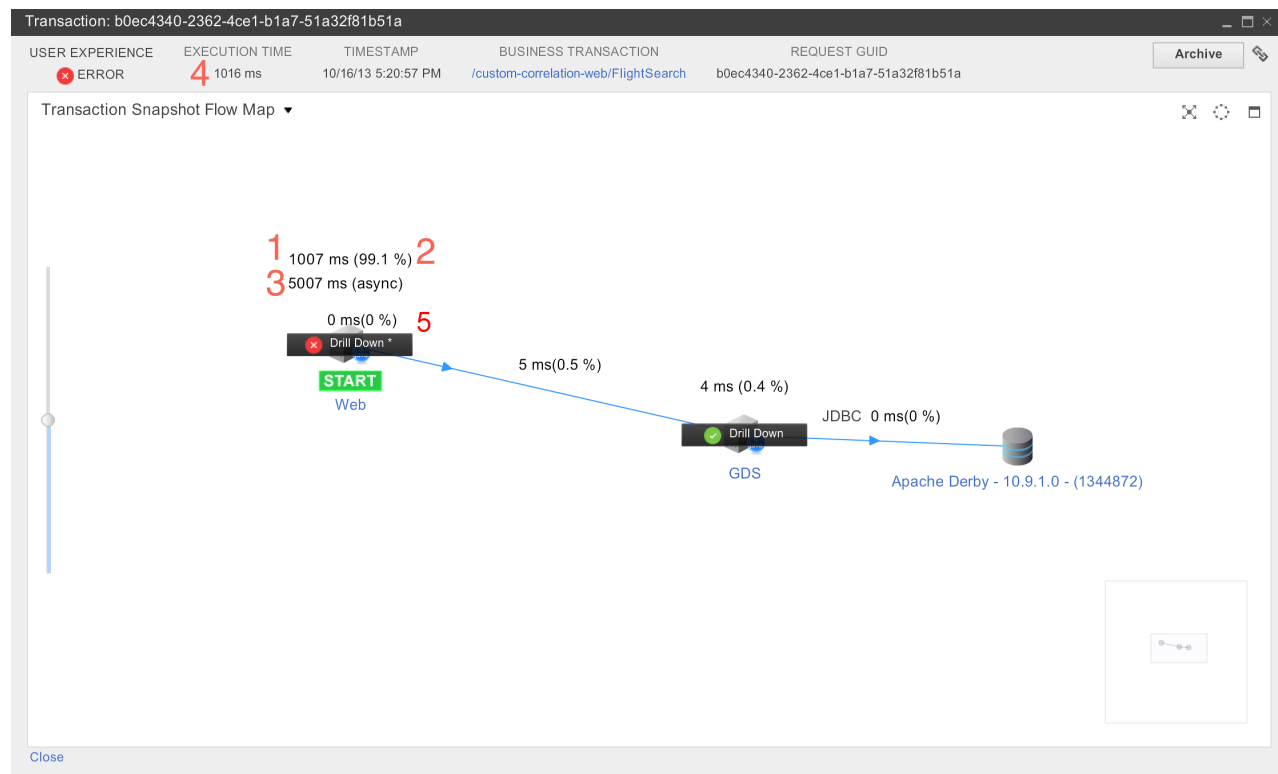 Transaction: b0ec4340-2362-4ce1-b1a7-51a32f81b51a
USER EXPERIENCE EXECUTION TIME TIMESTAMP BUSINESS TRANSACTION REQUEST GUID Archive
ERROR 4 1016 ms 10/16/13 5:20:57 PM /custom-correlation-web/FlightSearch b0ec4340-2362-4ce1-b1a7-51a32f81b51a
Transaction Snapshot Flow Map
1 1007 ms (99.1 %) 2
3 5007 ms (async)
0 ms(0 %) 5
Drill Down *
START
Web
5 ms(0.5 %)
4 ms (0.4 %)
JDBC 0 ms(0 %)
Drill Down
GDS
Apache Derby - 10.9.1.0 - (1344872)
Close